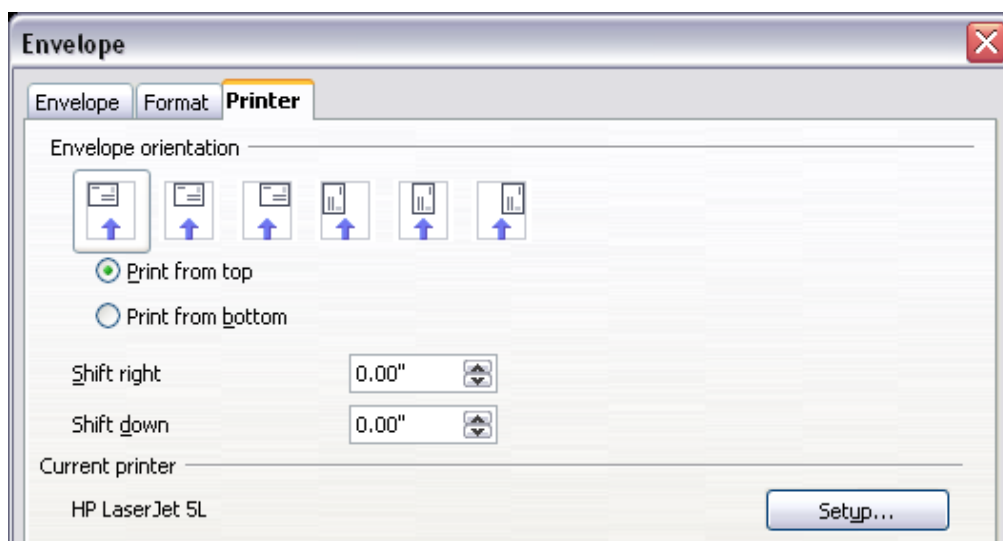 Envelope
Envelope Format Printer
Envelope orientation
Print from top
Print from bottom
Shift right 0.00"
Shift down 0.00"
Current printer
HP LaserJet 5L Setup...